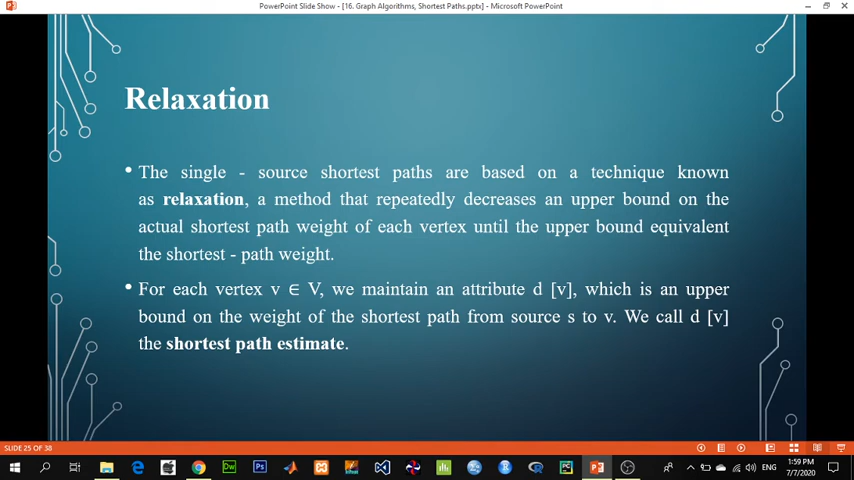 PowerPoint Slide Show - [16. Graph Algorithms, Shortest Paths.pptx] - Microsoft PowerPoint
Relaxation
• The single - source shortest paths are based on a technique known
as relaxation, a method that repeatedly decreases an upper bound on the
actual shortest path weight of each vertex until the upper bound equivalent
the shortest - path weight.
• For each vertex v ∈ V, we maintain an attribute d [v], which is an upper
bound on the weight of the shortest path from source s to v. We call d [v]
the shortest path estimate.
SLIDE 25 OF 38
Dw
Ps
R
PC
ENG
1:59 PM
7/7/2020